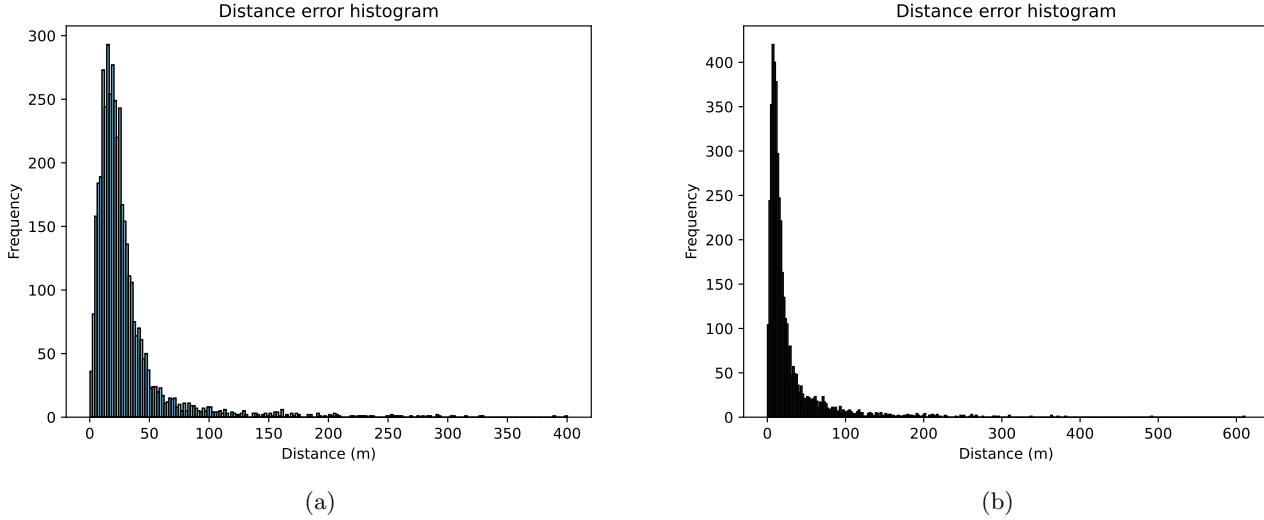 Distance error histogram
300
250
200
150
100
50
0
Frequency
0 50 100 150 200 250 300 350 400
Distance (m)
(a)
Distance error histogram
400
350
300
250
200
150
100
50
0
Frequency
0 100 200 300 400 500 600
Distance (m)
(b)